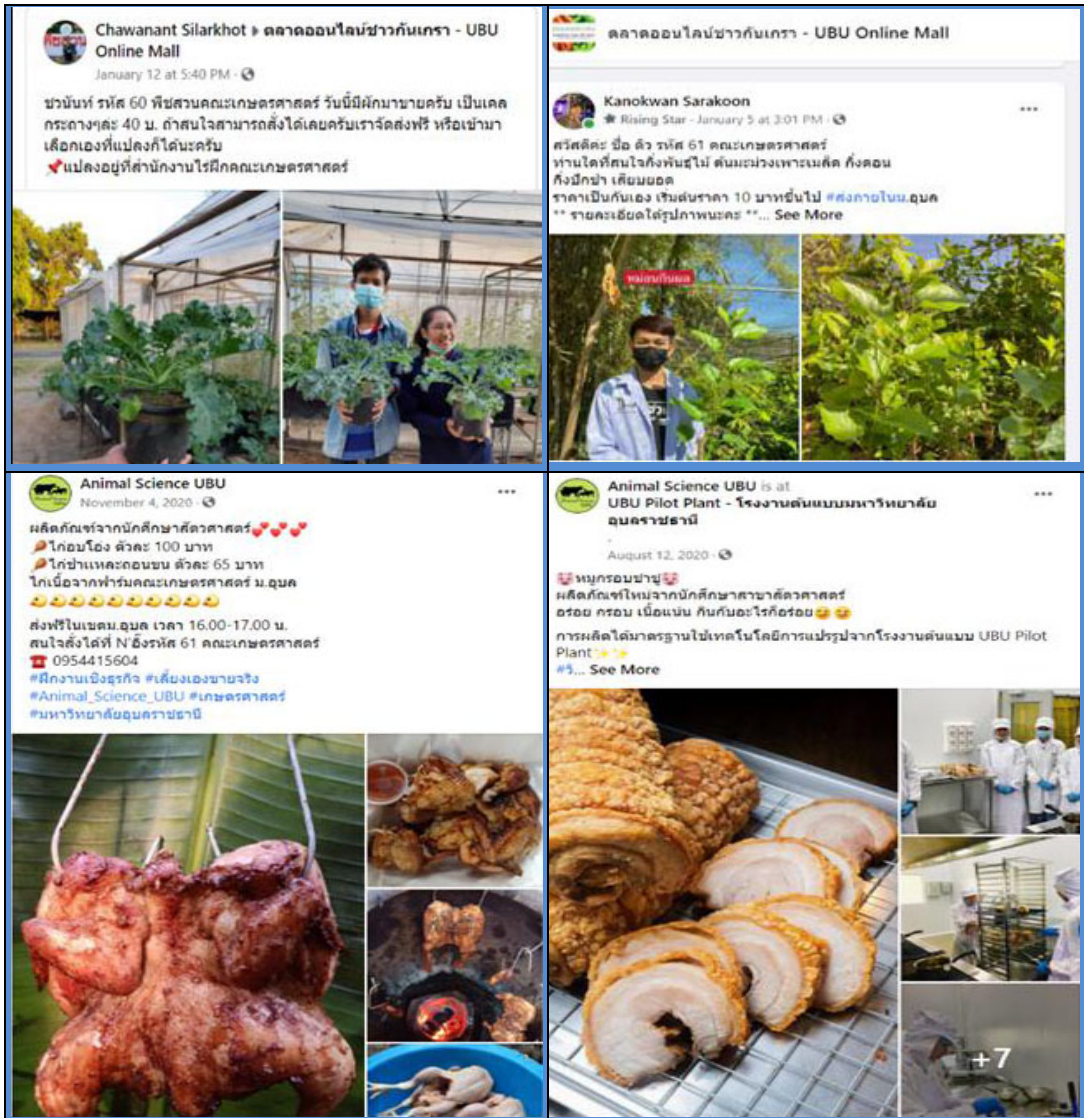 Chawanant Silarkhot ▸ ตลาดออนไลน์ชาวกันเกรา - UBU
Online Mall
January 12 at 5:40 PM ·
ชวนันท์ รหัส 60 พืชสวนคณะเกษตรศาสตร์ วันนี้มีผักมาขายครับ เป็นเคล
กระถางๆละ 40 บ. ถ้าสนใจสามารถสั่งได้เลยครับเราจัดส่งฟรี หรือเข้ามา
เลือกเองที่แปลงก็ได้นะครับ
📌แปลงอยู่ที่สำนักงานไร่ฝึกคณะเกษตรศาสตร์
ตลาดออนไลน์ชาวกันเกรา - UBU Online Mall
Kanokwan Sarakoon
Rising Star · January 5 at 3:01 PM ·
สวัสดีค่ะ ชื่อ ดิว รหัส 61 คณะเกษตรศาสตร์
ท่านใดที่สนใจกิ่งพันธุ์ไม้ ต้นมะม่วงเพาะเมล็ด กิ่งตอน
กิ่งปักชำ เสียบยอด
ราคาเป็นกันเอง เริ่มต้นราคา 10 บาทขึ้นไป #ส่งภายในม.อุบล
** รายละเอียดใต้รูปภาพนะคะ **... See More
หม่อนกินผล
Animal Science UBU
November 4, 2020 ·
ผลิตภัณฑ์จากนักศึกษาสัตวศาสตร์💕💕💕
🍠ไก่อบโอ่ง ตัวละ 100 บาท
🍠ไก่ชำแหละถอนขน ตัวละ 65 บาท
ไก่เนื้อจากฟาร์มคณะเกษตรศาสตร์ ม.อุบล
ส่งฟรีในเขตม.อุบล เวลา 16.00-17.00 น.
สนใจสั่งได้ที่ N'อิ๋งรหัส 61 คณะเกษตรศาสตร์
☎ 0954415604
#ฝึกงานเชิงธุรกิจ #เลี้ยงเองขายจริง
#Animal_Science_UBU #เกษตรศาสตร์
#มหาวิทยาลัยอุบลราชธานี
Animal Science UBU is at
UBU Pilot Plant - โรงงานต้นแบบมหาวิทยาลัย
อุบลราชธานี
.
August 12, 2020 ·
🐷หมูกรอบชาชู🐷
ผลิตภัณฑ์ใหม่จากนักศึกษาสาขาสัตวศาสตร์
อร่อย กรอบ เนื้อแน่น กินกับอะไรก็อร่อย😋😋
การผลิตได้มาตรฐานใช้เทคโนโลยีการแปรรูปจากโรงงานต้นแบบ UBU Pilot
Plant✨✨
#ว... See More
+7